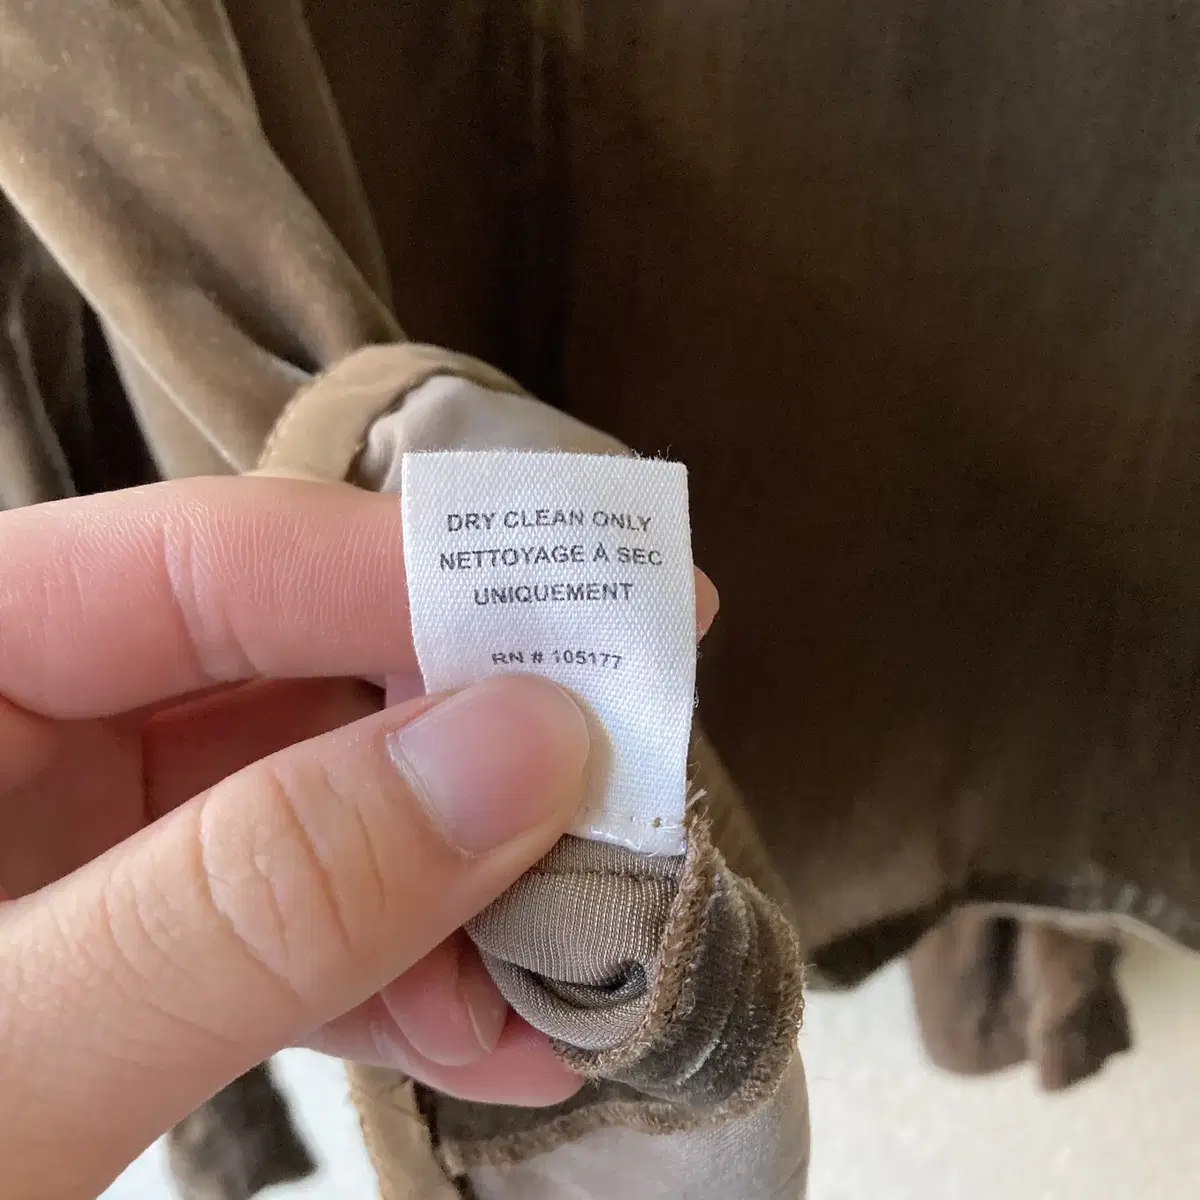 DRY CLEAN ONLY
NETTOYAGE À SEC
UNIQUEMENT
RN # 105177